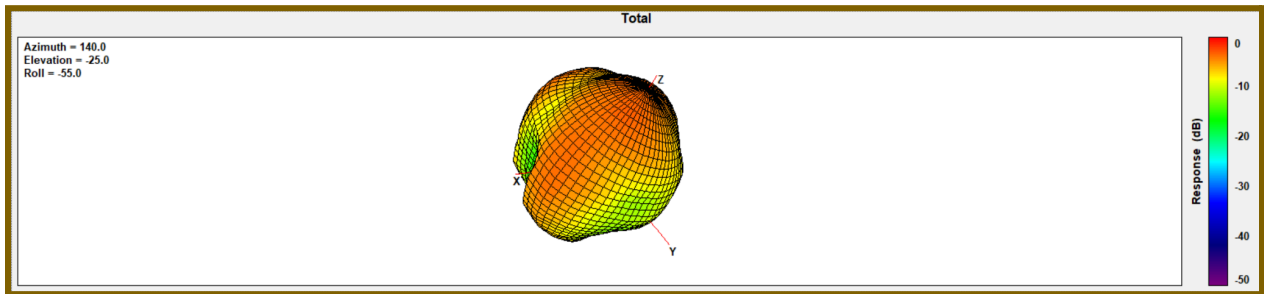 Total
Azimuth = 140.0
Elevation = -25.0
Roll = -55.0
Z
X
Y
0
-10
-20
-30
-40
-50
Response (dB)